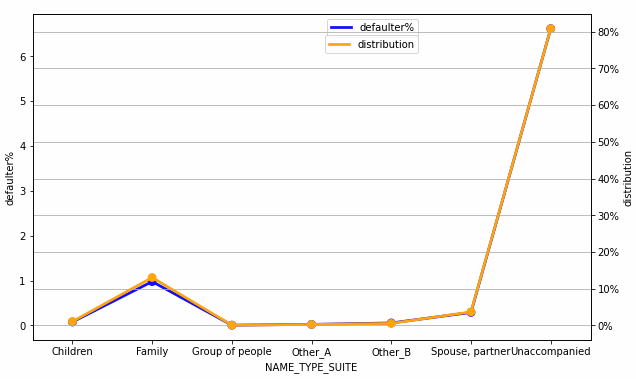 defaulter%
distribution
6
5
4
3
2
1
0
defaulter%
80%
70%
60%
50%
40%
30%
20%
10%
0%
distribution
Children Family Group of people Other_A Other_B Spouse, partner Unaccompanied
NAME_TYPE_SUITE